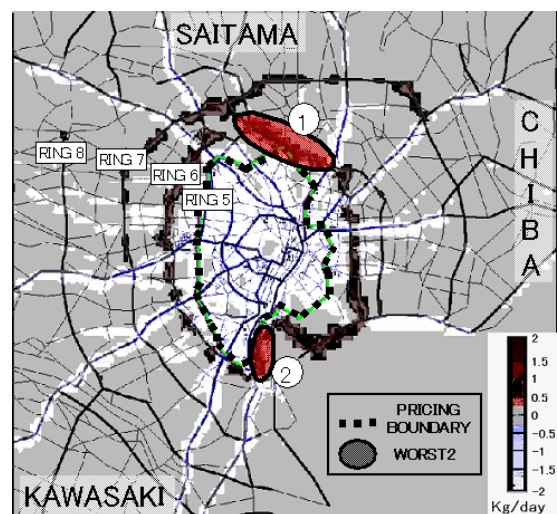 SAITAMA
1
CHIBA
RING 8
RING 7
RING 6
RING 5
2
PRICING
BOUNDARY
WORST2
KAWASAKI
2
1.5
1
0.5
0
-0.5
-1
-1.5
-2
Kg/day